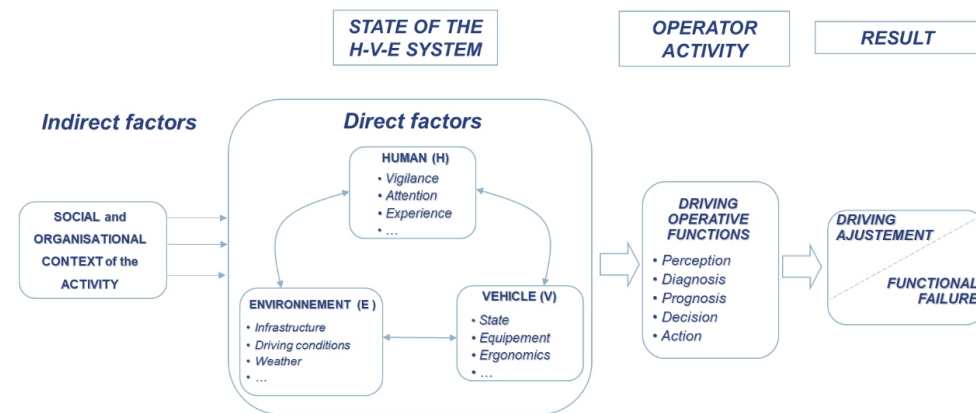 STATE OF THE
H-V-E SYSTEM
OPERATOR
ACTIVITY
RESULT
Indirect factors
Direct factors
SOCIAL and
ORGANISATIONAL
CONTEXT of the
ACTIVITY
HUMAN (H)
• Vigilance
• Attention
• Experience
• ...
ENVIRONNEMENT (E )
• Infrastructure
• Driving conditions
• Weather
• ...
VEHICLE (V)
• State
• Equipement
• Ergonomics
• ...
DRIVING
OPERATIVE
FUNCTIONS
• Perception
• Diagnosis
• Prognosis
• Decision
• Action
DRIVING
AJUSTEMENT
FUNCTIONAL
FAILURE